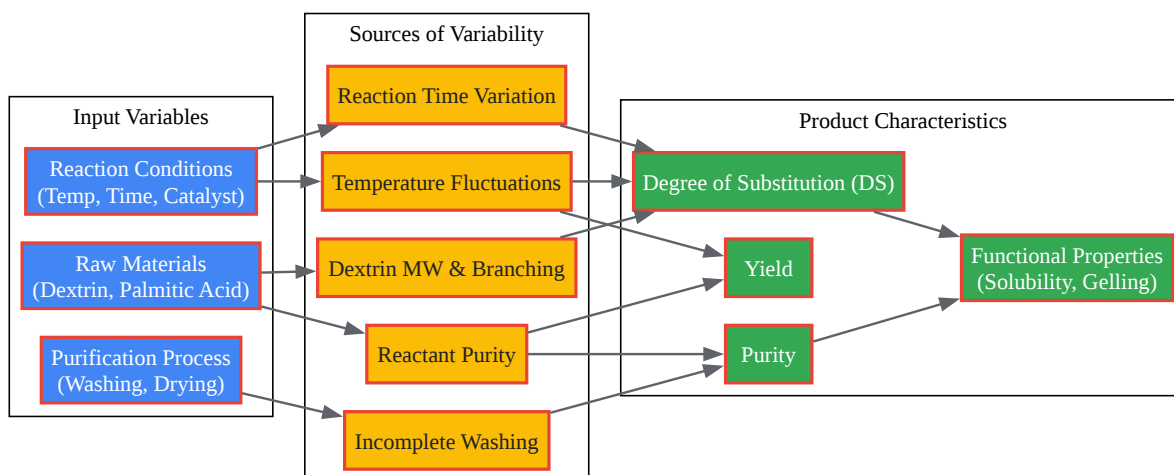 Input Variables
Reaction Conditions
(Temp, Time, Catalyst)
Raw Materials
(Dextrin, Palmitic Acid)
Purification Process
(Washing, Drying)
Sources of Variability
Reaction Time Variation
Temperature Fluctuations
Dextrin MW & Branching
Reactant Purity
Incomplete Washing
Product Characteristics
Degree of Substitution (DS)
Yield
Purity
Functional Properties
(Solubility, Gelling)